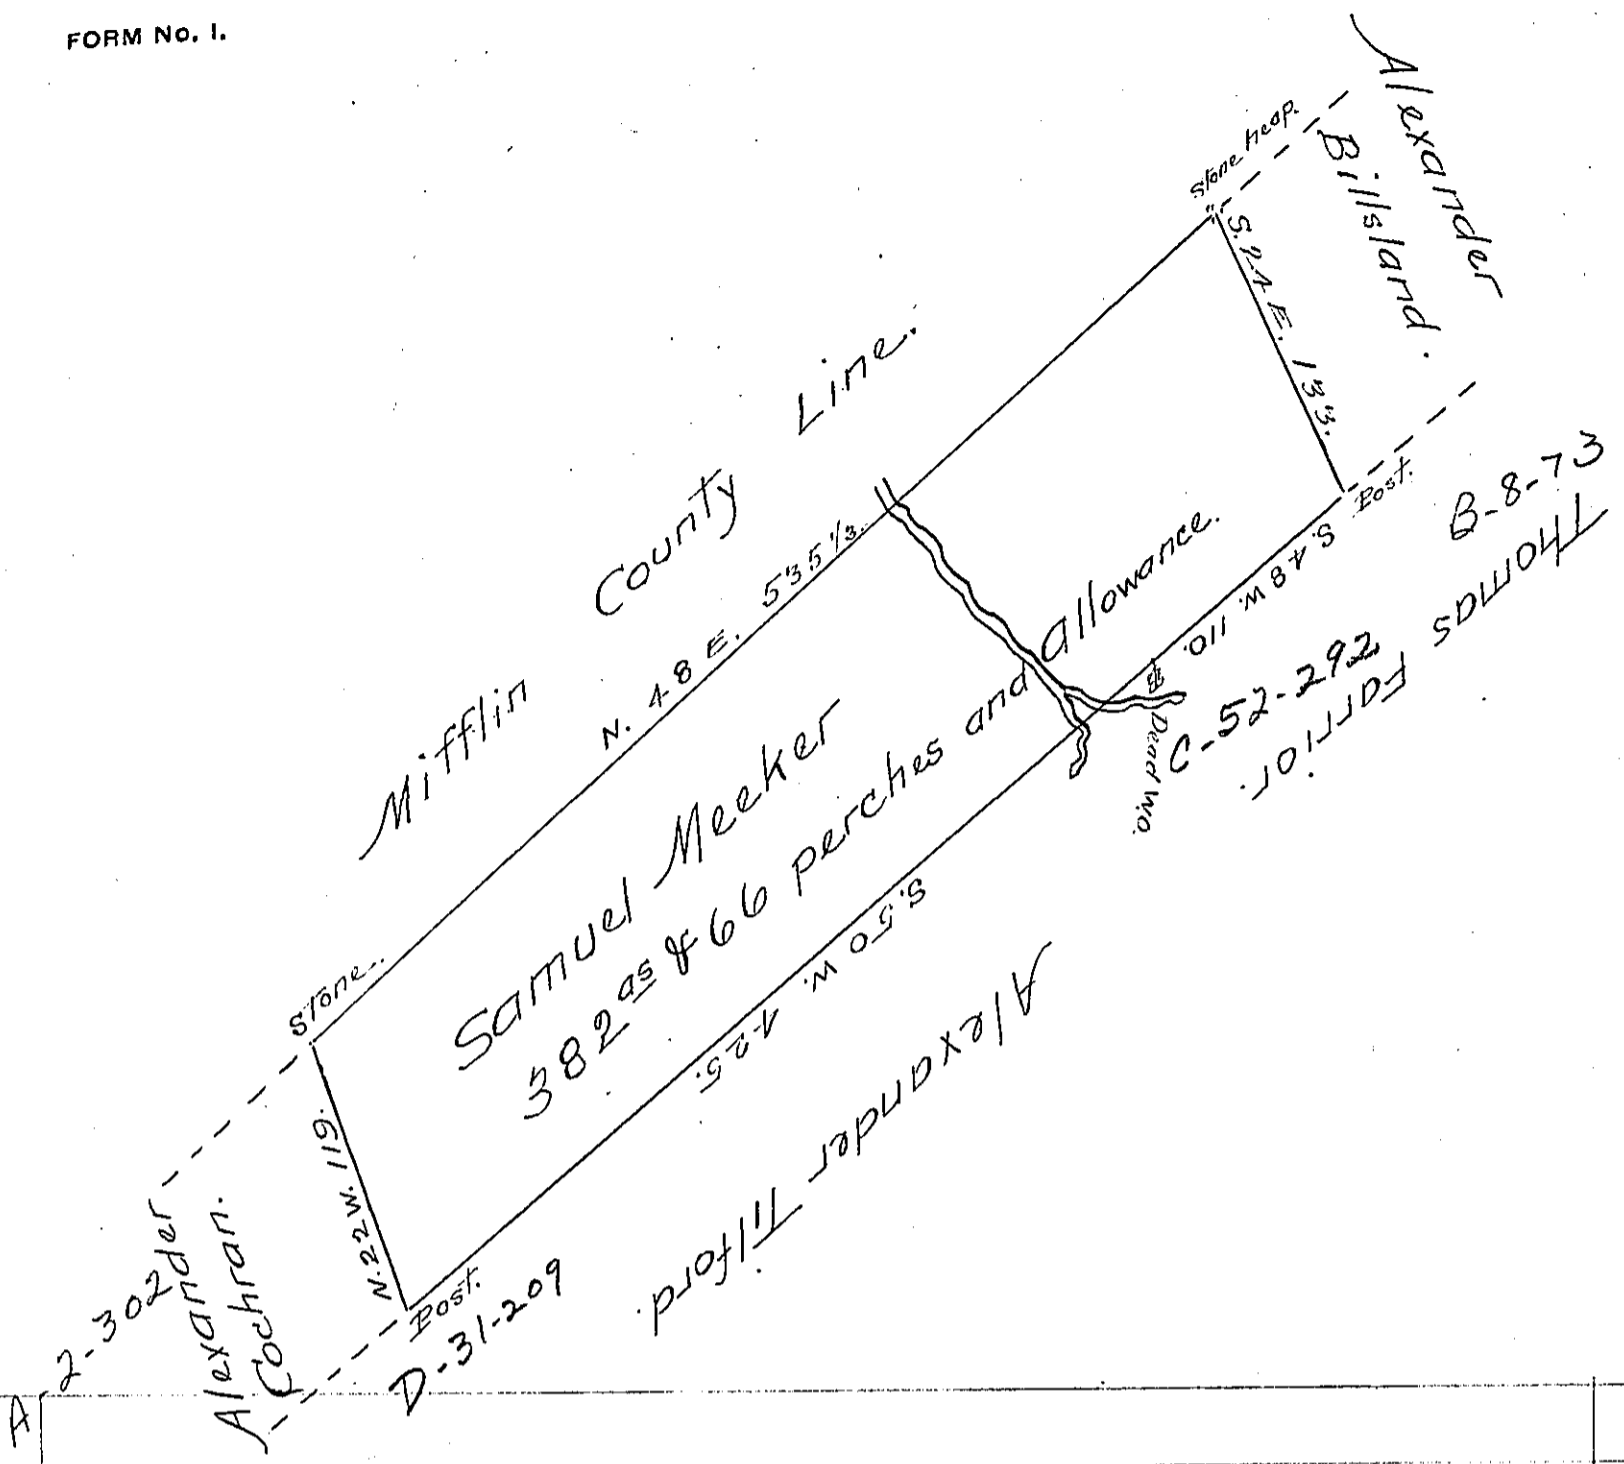 FORM No. 1.
Alexander
Billsland.
Stone heap.
S. 24 E. 133.
Mifflin County Line.
N. 48 E. 535 1/3.
Post.
B-8-73
Thomas Farrior.
S. 48 W. 110.
C-52-292
Dead W.O.
Samuel Meeker
382 as & 66 perches and allowance.
S. 50 W. 425.
Alexander Tilford.
Stone.
N. 22 W. 119.
Post.
D-31-209
Alexander
Cochran.
A
2-302